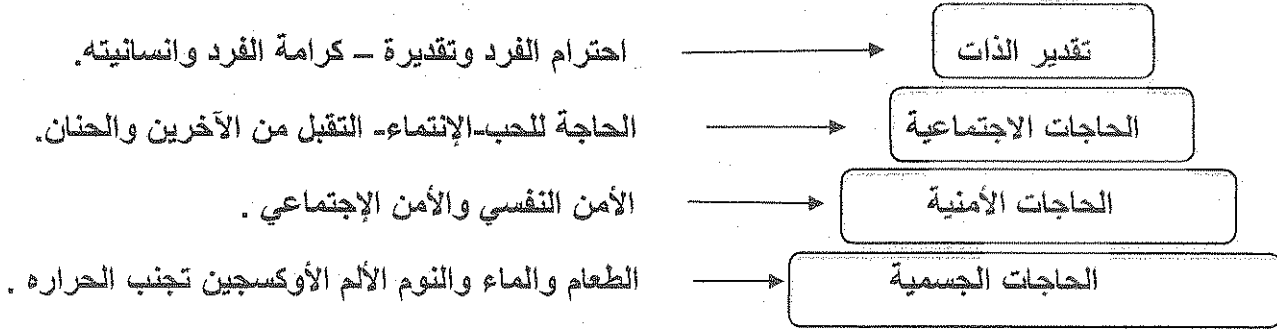 تقدير الذات احترام الفرد وتقديرة – كرامة الفرد وانسانيته.
الحاجات الاجتماعية الحاجة للحب-الإنتماء- التقبل من الآخرين والحنان.
الحاجات الأمنية الأمن النفسي والأمن الإجتماعي .
الحاجات الجسمية الطعام والماء والنوم الألم الأوكسجين تجنب الحراره .